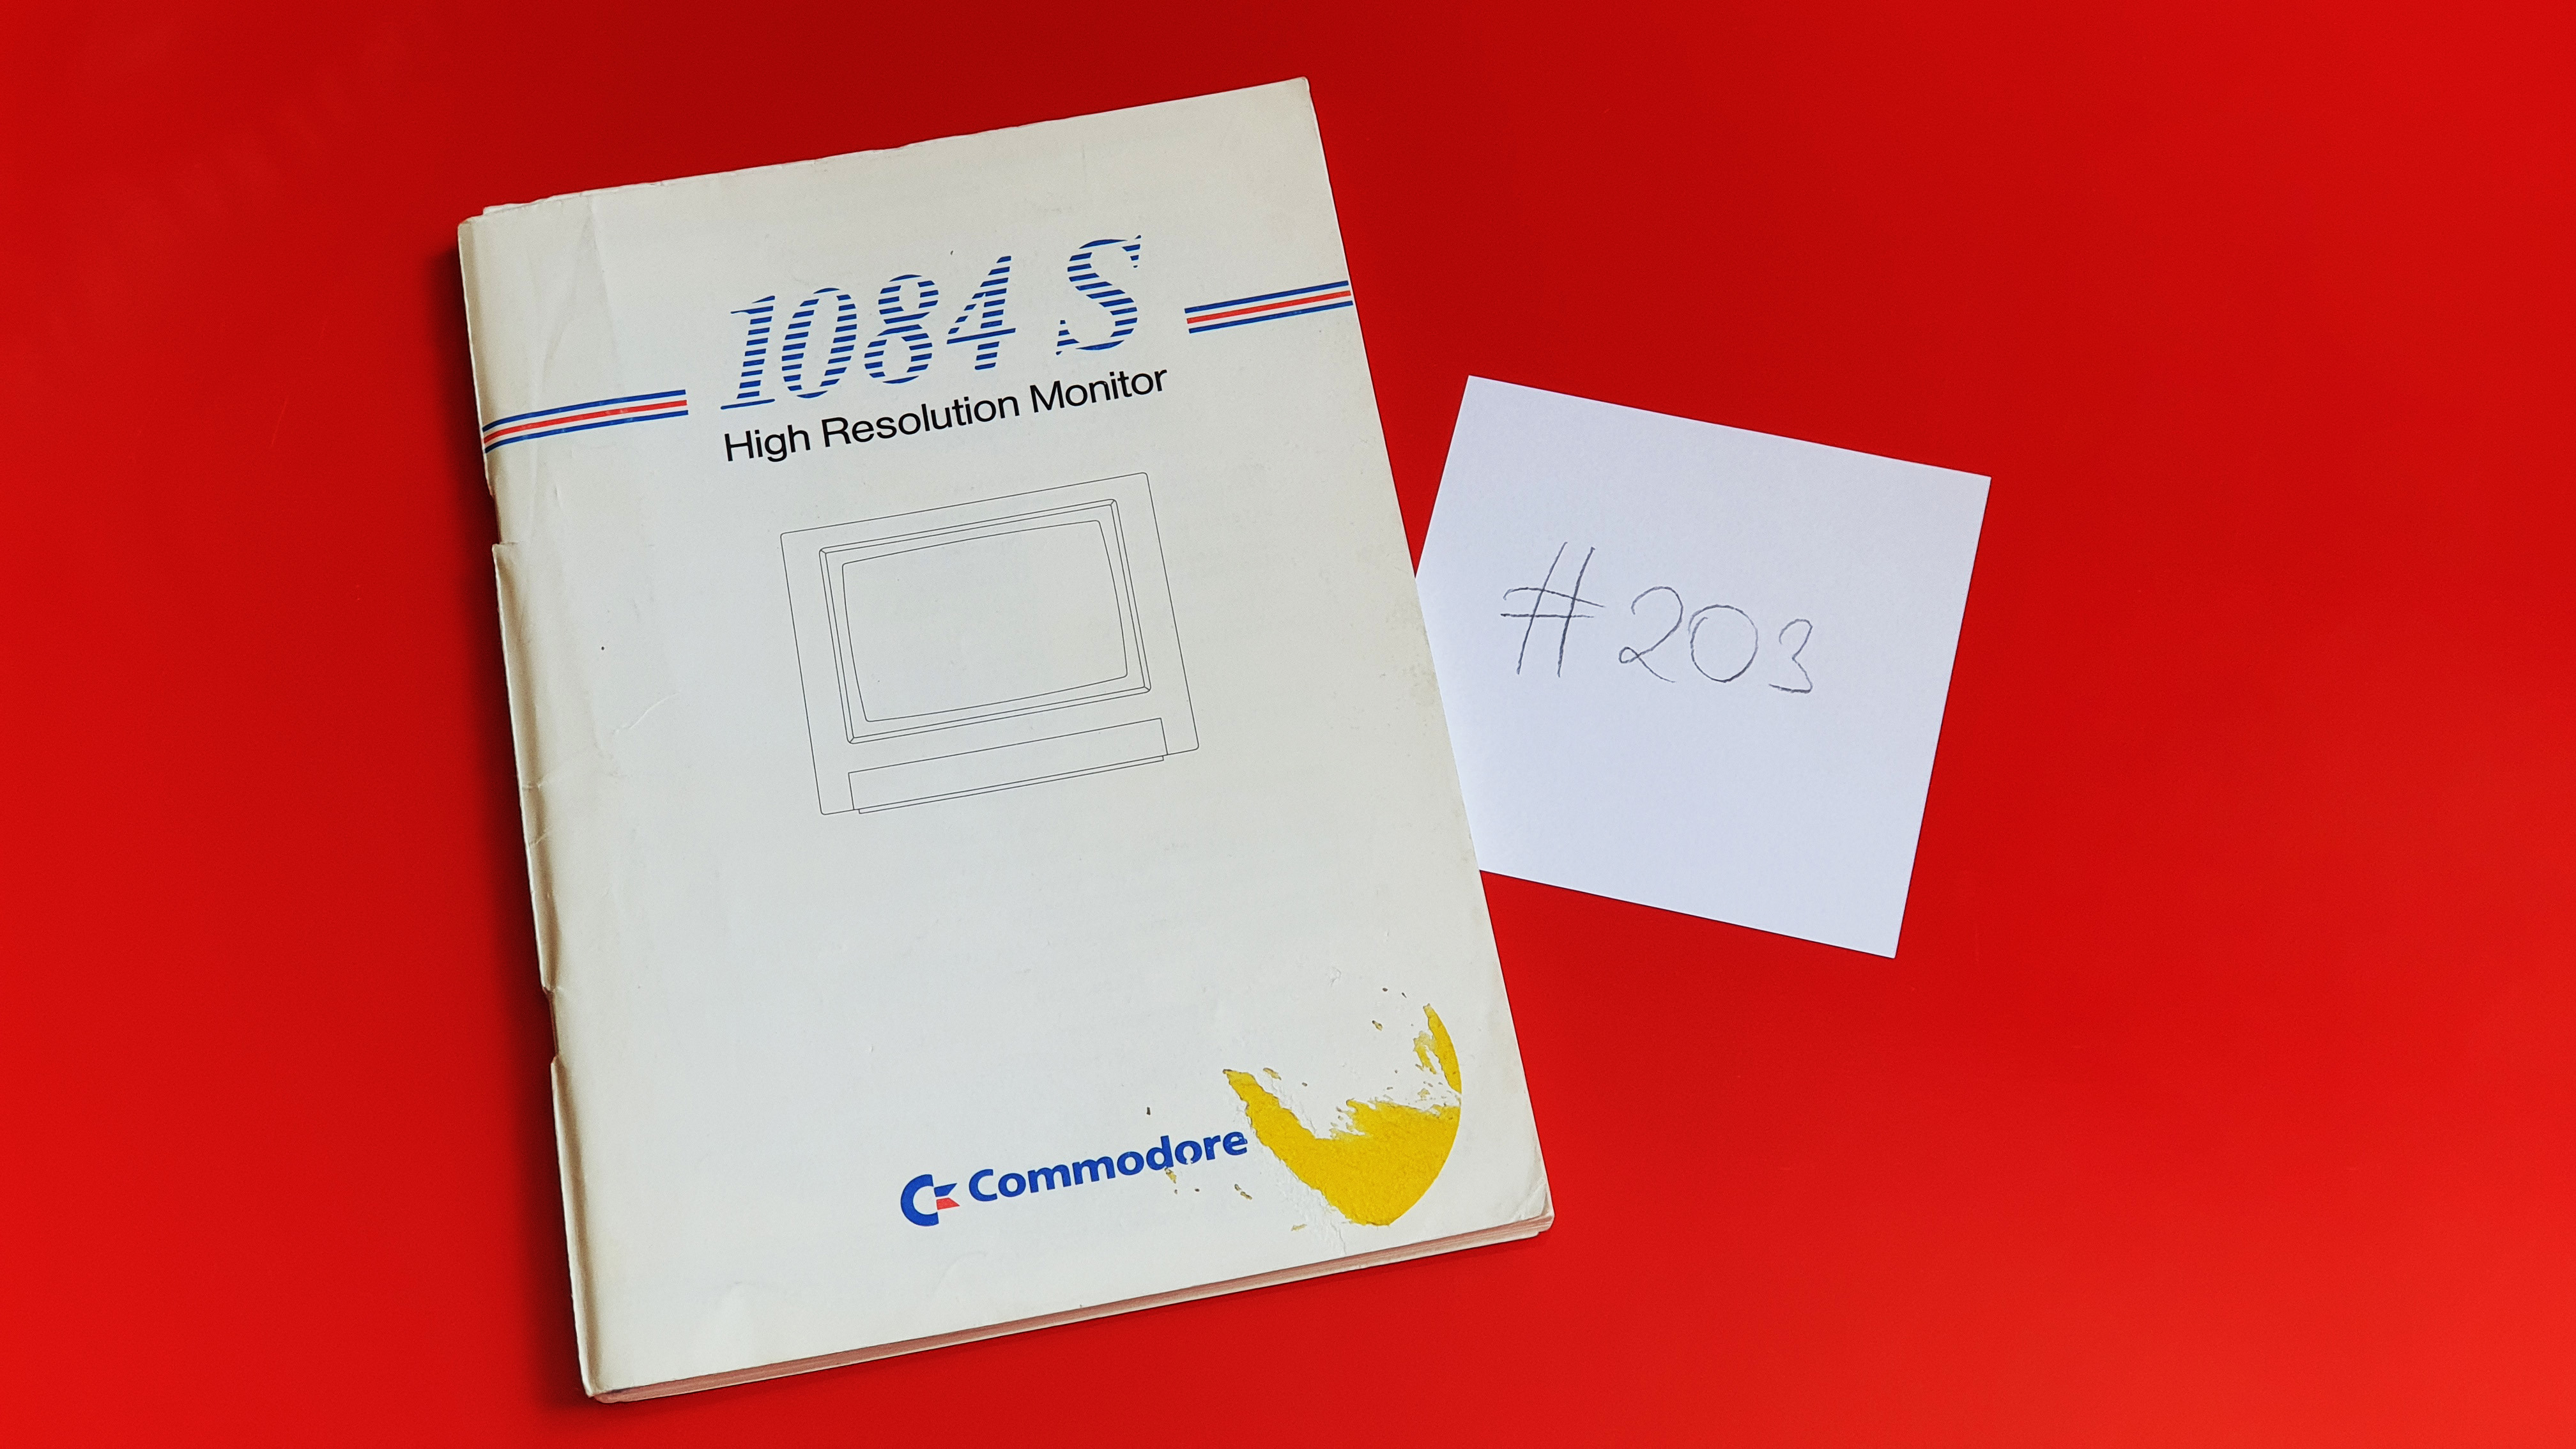 1084 S
High Resolution Monitor
#203
Commodore